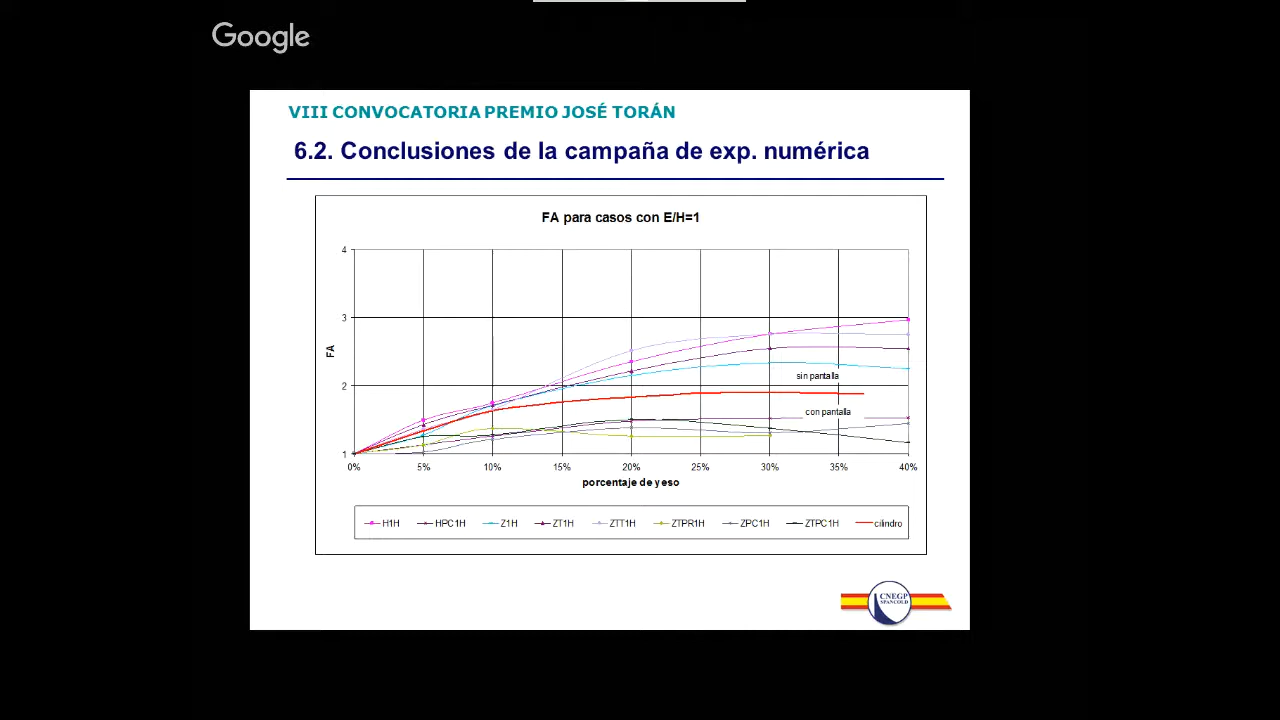 Google
VIII CONVOCATORIA PREMIO JOSÉ TORÁN
6.2. Conclusiones de la campaña de exp. numérica
FA para casos con E/H=1
4
3
2
1
FA
sin pantalla
con pantalla
0% 5% 10% 15% 20% 25% 30% 35% 40%
porcentaje de yeso
H1H HPC1H Z1H ZT1H ZTT1H ZTPR1H ZPC1H ZTPC1H cilindro
CNEGP
SPANCOLD